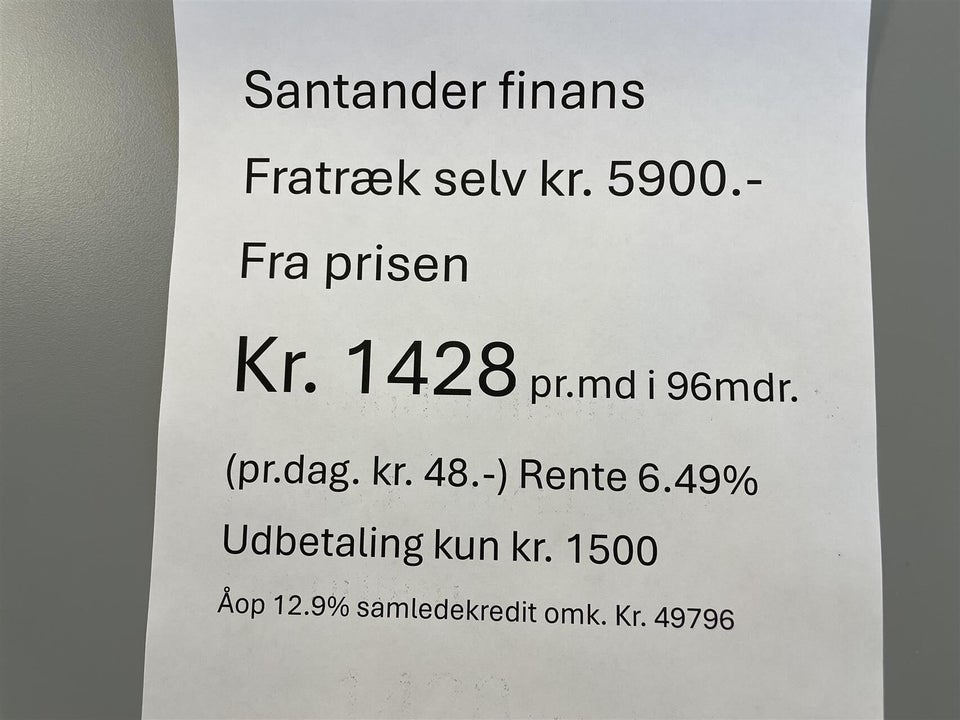 Santander finans
Fratræk selv kr. 5900.-
Fra prisen
Kr. 1428 pr.md i 96mdr.
(pr.dag. kr. 48.-) Rente 6.49%
Udbetaling kun kr. 1500
Åop 12.9% samledekredit omk. Kr. 49796